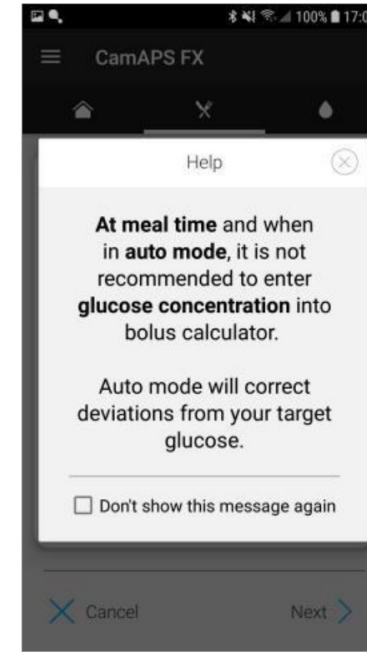 100% 17:0
CamAPS FX
Help
At meal time and when
in auto mode, it is not
recommended to enter
glucose concentration into
bolus calculator.
Auto mode will correct
deviations from your target
glucose.
Don't show this message again
Cancel
Next